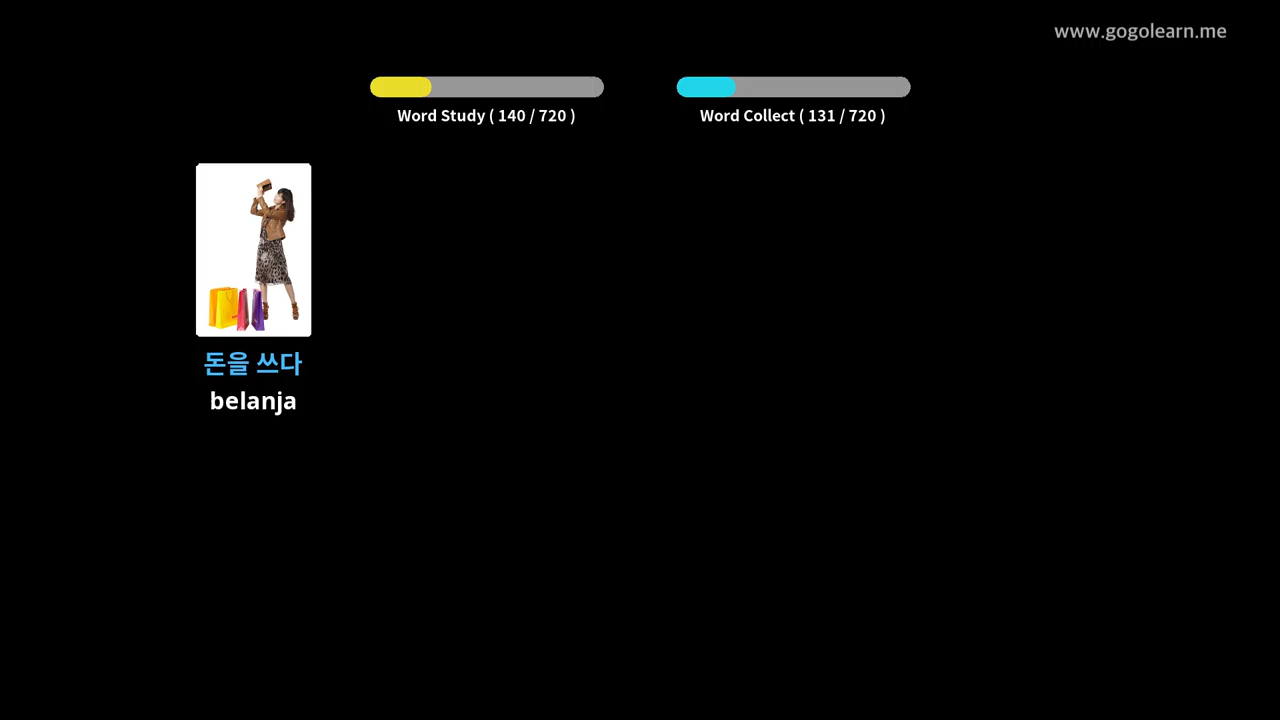 www.gogolearn.me
Word Study ( 140 / 720 )
Word Collect ( 131 / 720 )
돈을 쓰다
belanja